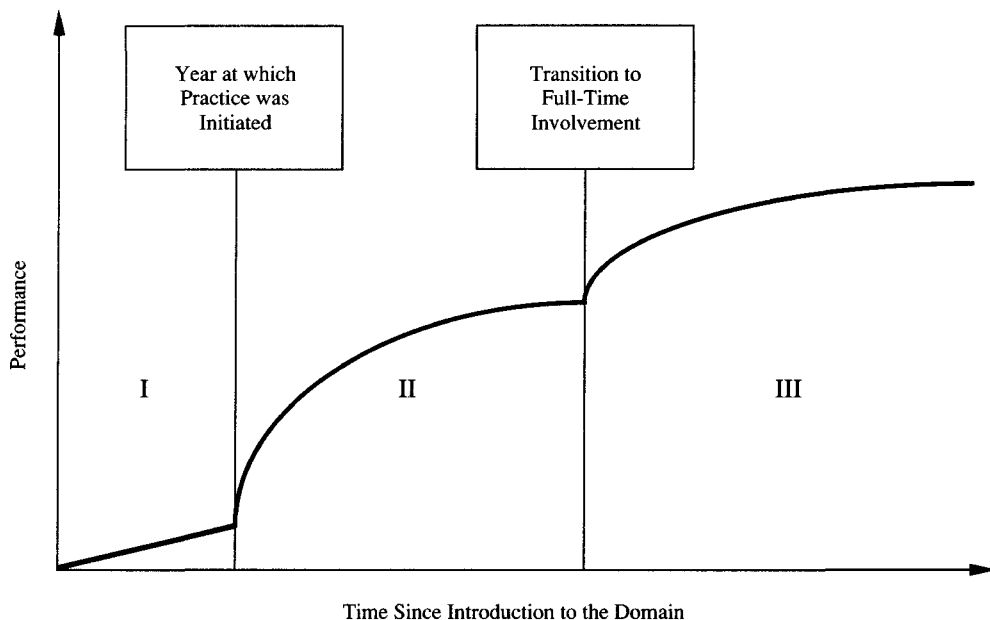 Year at which
Practice was
Initiated
Transition to
Full-Time
Involvement
Performance
I
II
III
Time Since Introduction to the Domain